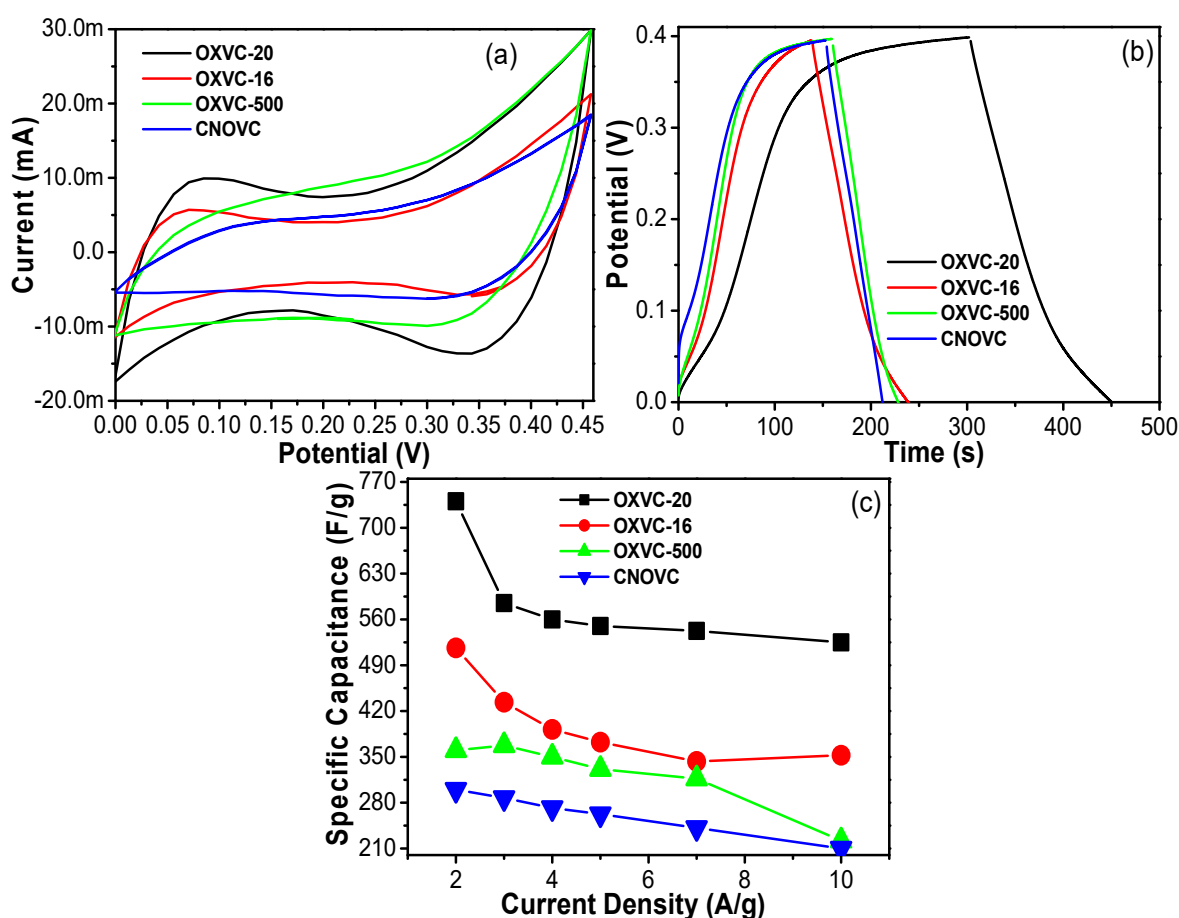 (a)
OXVC-20
OXVC-16
OXVC-500
CNOVC
30.0m
20.0m
10.0m
0.0
-10.0m
-20.0m
Current (mA)
0.00 0.05 0.10 0.15 0.20 0.25 0.30 0.35 0.40 0.45
Potential (V)
(b)
0.4
0.3
0.2
0.1
0.0
Potential (V)
OXVC-20
OXVC-16
OXVC-500
CNOVC
0 100 200 300 400 500
Time (s)
(c)
OXVC-20
OXVC-16
OXVC-500
CNOVC
770
700
630
560
490
420
350
280
210
Specific Capacitance (F/g)
2 4 6 8 10
Current Density (A/g)